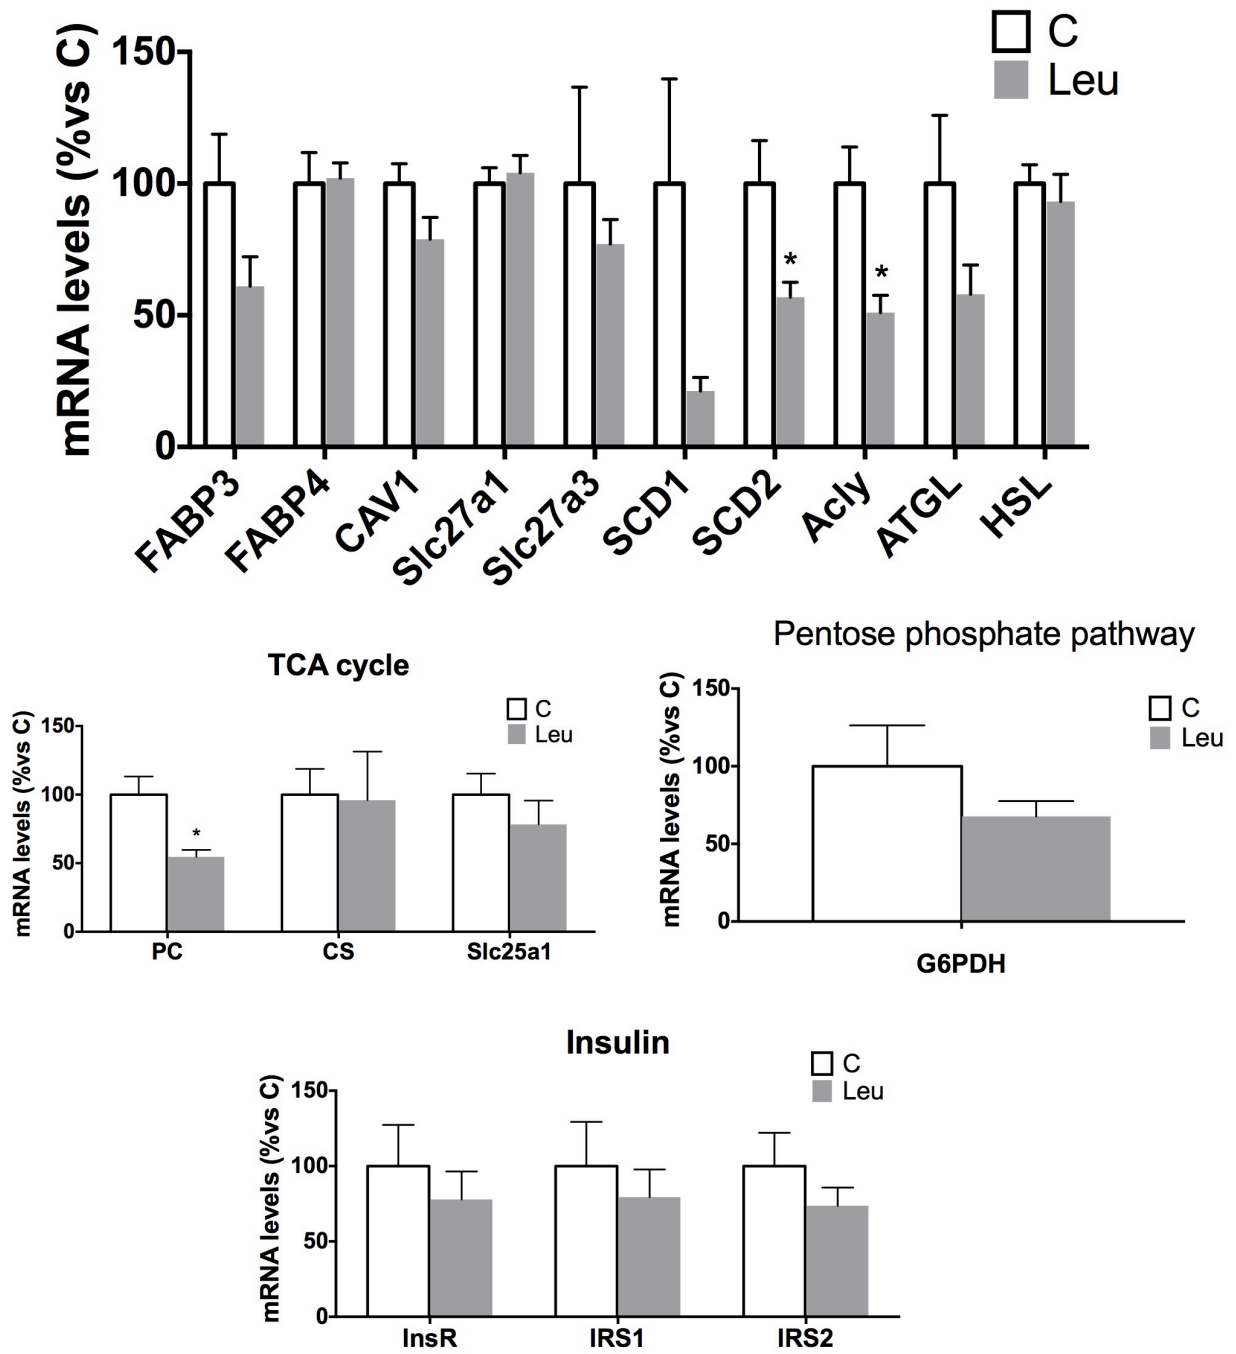 mRNA levels (%vs C)
150
100
50
0
C
Leu
*
*
FABP3
FABP4
CAV1
Slc27a1
Slc27a3
SCD1
SCD2
Acly
ATGL
HSL
TCA cycle
mRNA levels (%vs C)
150
100
50
0
C
Leu
*
PC
CS
Slc25a1
Pentose phosphate pathway
mRNA levels (%vs C)
150
100
50
0
C
Leu
G6PDH
Insulin
mRNA levels (%vs C)
150
100
50
0
C
Leu
InsR
IRS1
IRS2